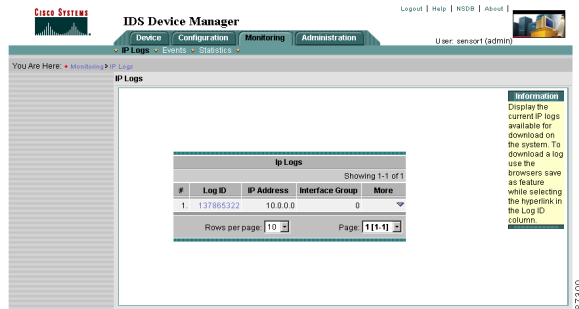 CISCO SYSTEMS
IDS Device Manager
Logout | Help | NSDB | About |
Device Configuration Monitoring Administration
User: sensor1 (admin)
IP Logs Events Statistics
You Are Here: Monitoring > IP Logs
IP Logs
Ip Logs
Showing 1-1 of 1
# Log ID IP Address Interface Group More
1. 137865322 10.0.0.0 0
Rows per page: 10 Page: 1 [1-1]
Information
Display the
current IP logs
available for
download on
the system. To
download a log
use the
browsers save
as feature
while selecting
the hyperlink in
the Log ID
column.
87300